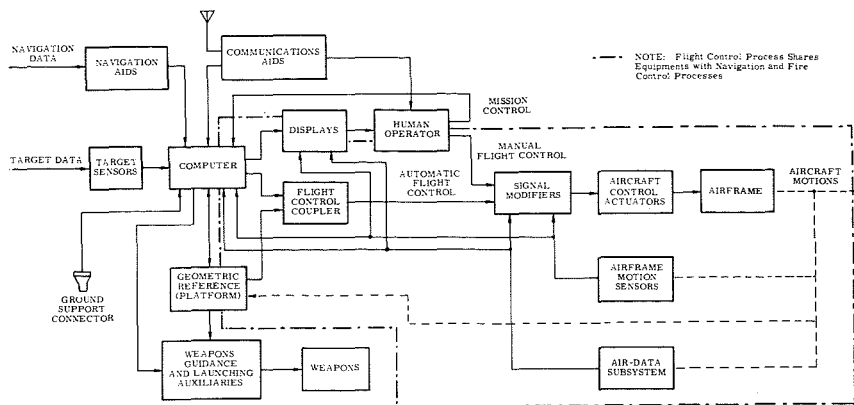 NAVIGATION
DATA
NAVIGATION
AIDS
COMMUNICATIONS
AIDS
NOTE: Flight Control Process Shares
Equipments with Navigation and Fire
Control Processes
MISSION
CONTROL
DISPLAYS
HUMAN
OPERATOR
TARGET DATA
TARGET
SENSORS
COMPUTER
MANUAL
FLIGHT CONTROL
AUTOMATIC
FLIGHT
CONTROL
FLIGHT
CONTROL
COUPLER
SIGNAL
MODIFIERS
AIRCRAFT
CONTROL
ACTUATORS
AIRFRAME
AIRCRAFT
MOTIONS
GROUND
SUPPORT
CONNECTOR
GEOMETRIC
REFERENCE
(PLATFORM)
AIRFRAME
MOTION
SENSORS
WEAPONS
GUIDANCE
AND LAUNCHING
AUXILIARIES
WEAPONS
AIR-DATA
SUBSYSTEM